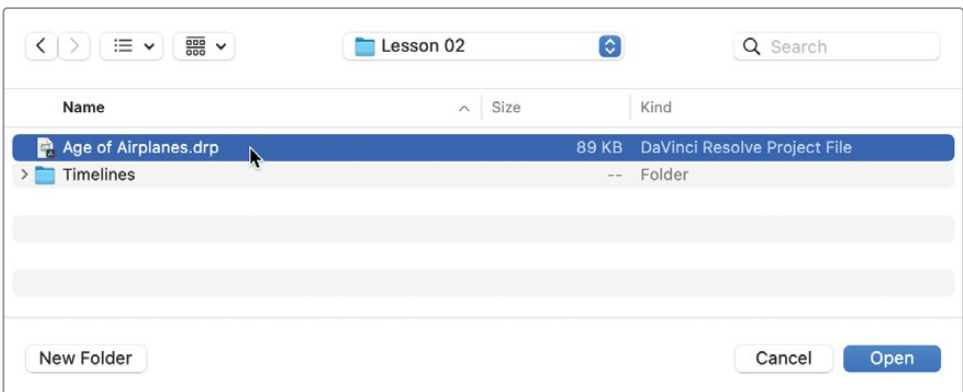 Lesson 02
Search
Name Size Kind
Age of Airplanes.drp 89 KB DaVinci Resolve Project File
Timelines -- Folder
New Folder Cancel Open